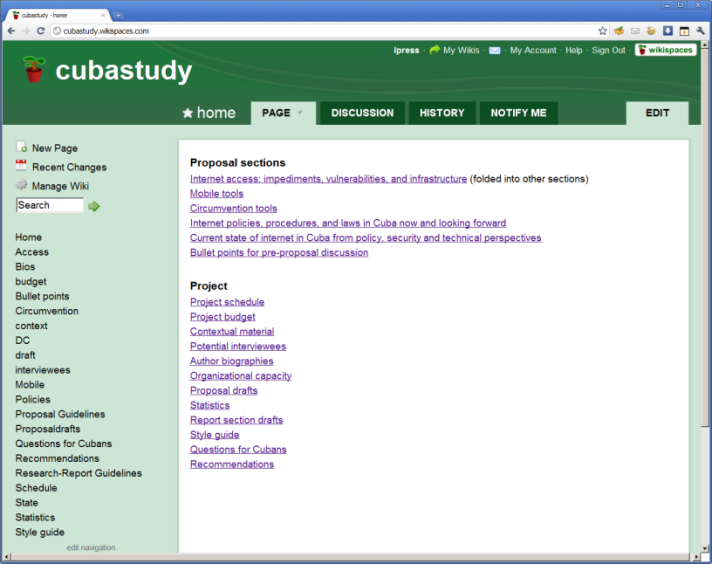 cubastudy - home
cubastudy.wikispaces.com
lpress · My Wikis · My Account · Help · Sign Out · wikispaces
cubastudy
home PAGE DISCUSSION HISTORY NOTIFY ME EDIT
New Page
Recent Changes
Manage Wiki
Search
Home
Access
Bios
budget
Bullet points
Circumvention
context
DC
draft
interviewees
Mobile
Policies
Proposal Guidelines
Proposaldrafts
Questions for Cubans
Recommendations
Research-Report Guidelines
Schedule
State
Statistics
Style guide
edit navigation
Proposal sections
Internet access: impediments, vulnerabilities, and infrastructure (folded into other sections)
Mobile tools
Circumvention tools
Internet policies, procedures, and laws in Cuba now and looking forward
Current state of internet in Cuba from policy, security and technical perspectives
Bullet points for pre-proposal discussion
Project
Project schedule
Project budget
Contextual material
Potential interviewees
Author biographies
Organizational capacity
Proposal drafts
Statistics
Report section drafts
Style guide
Questions for Cubans
Recommendations